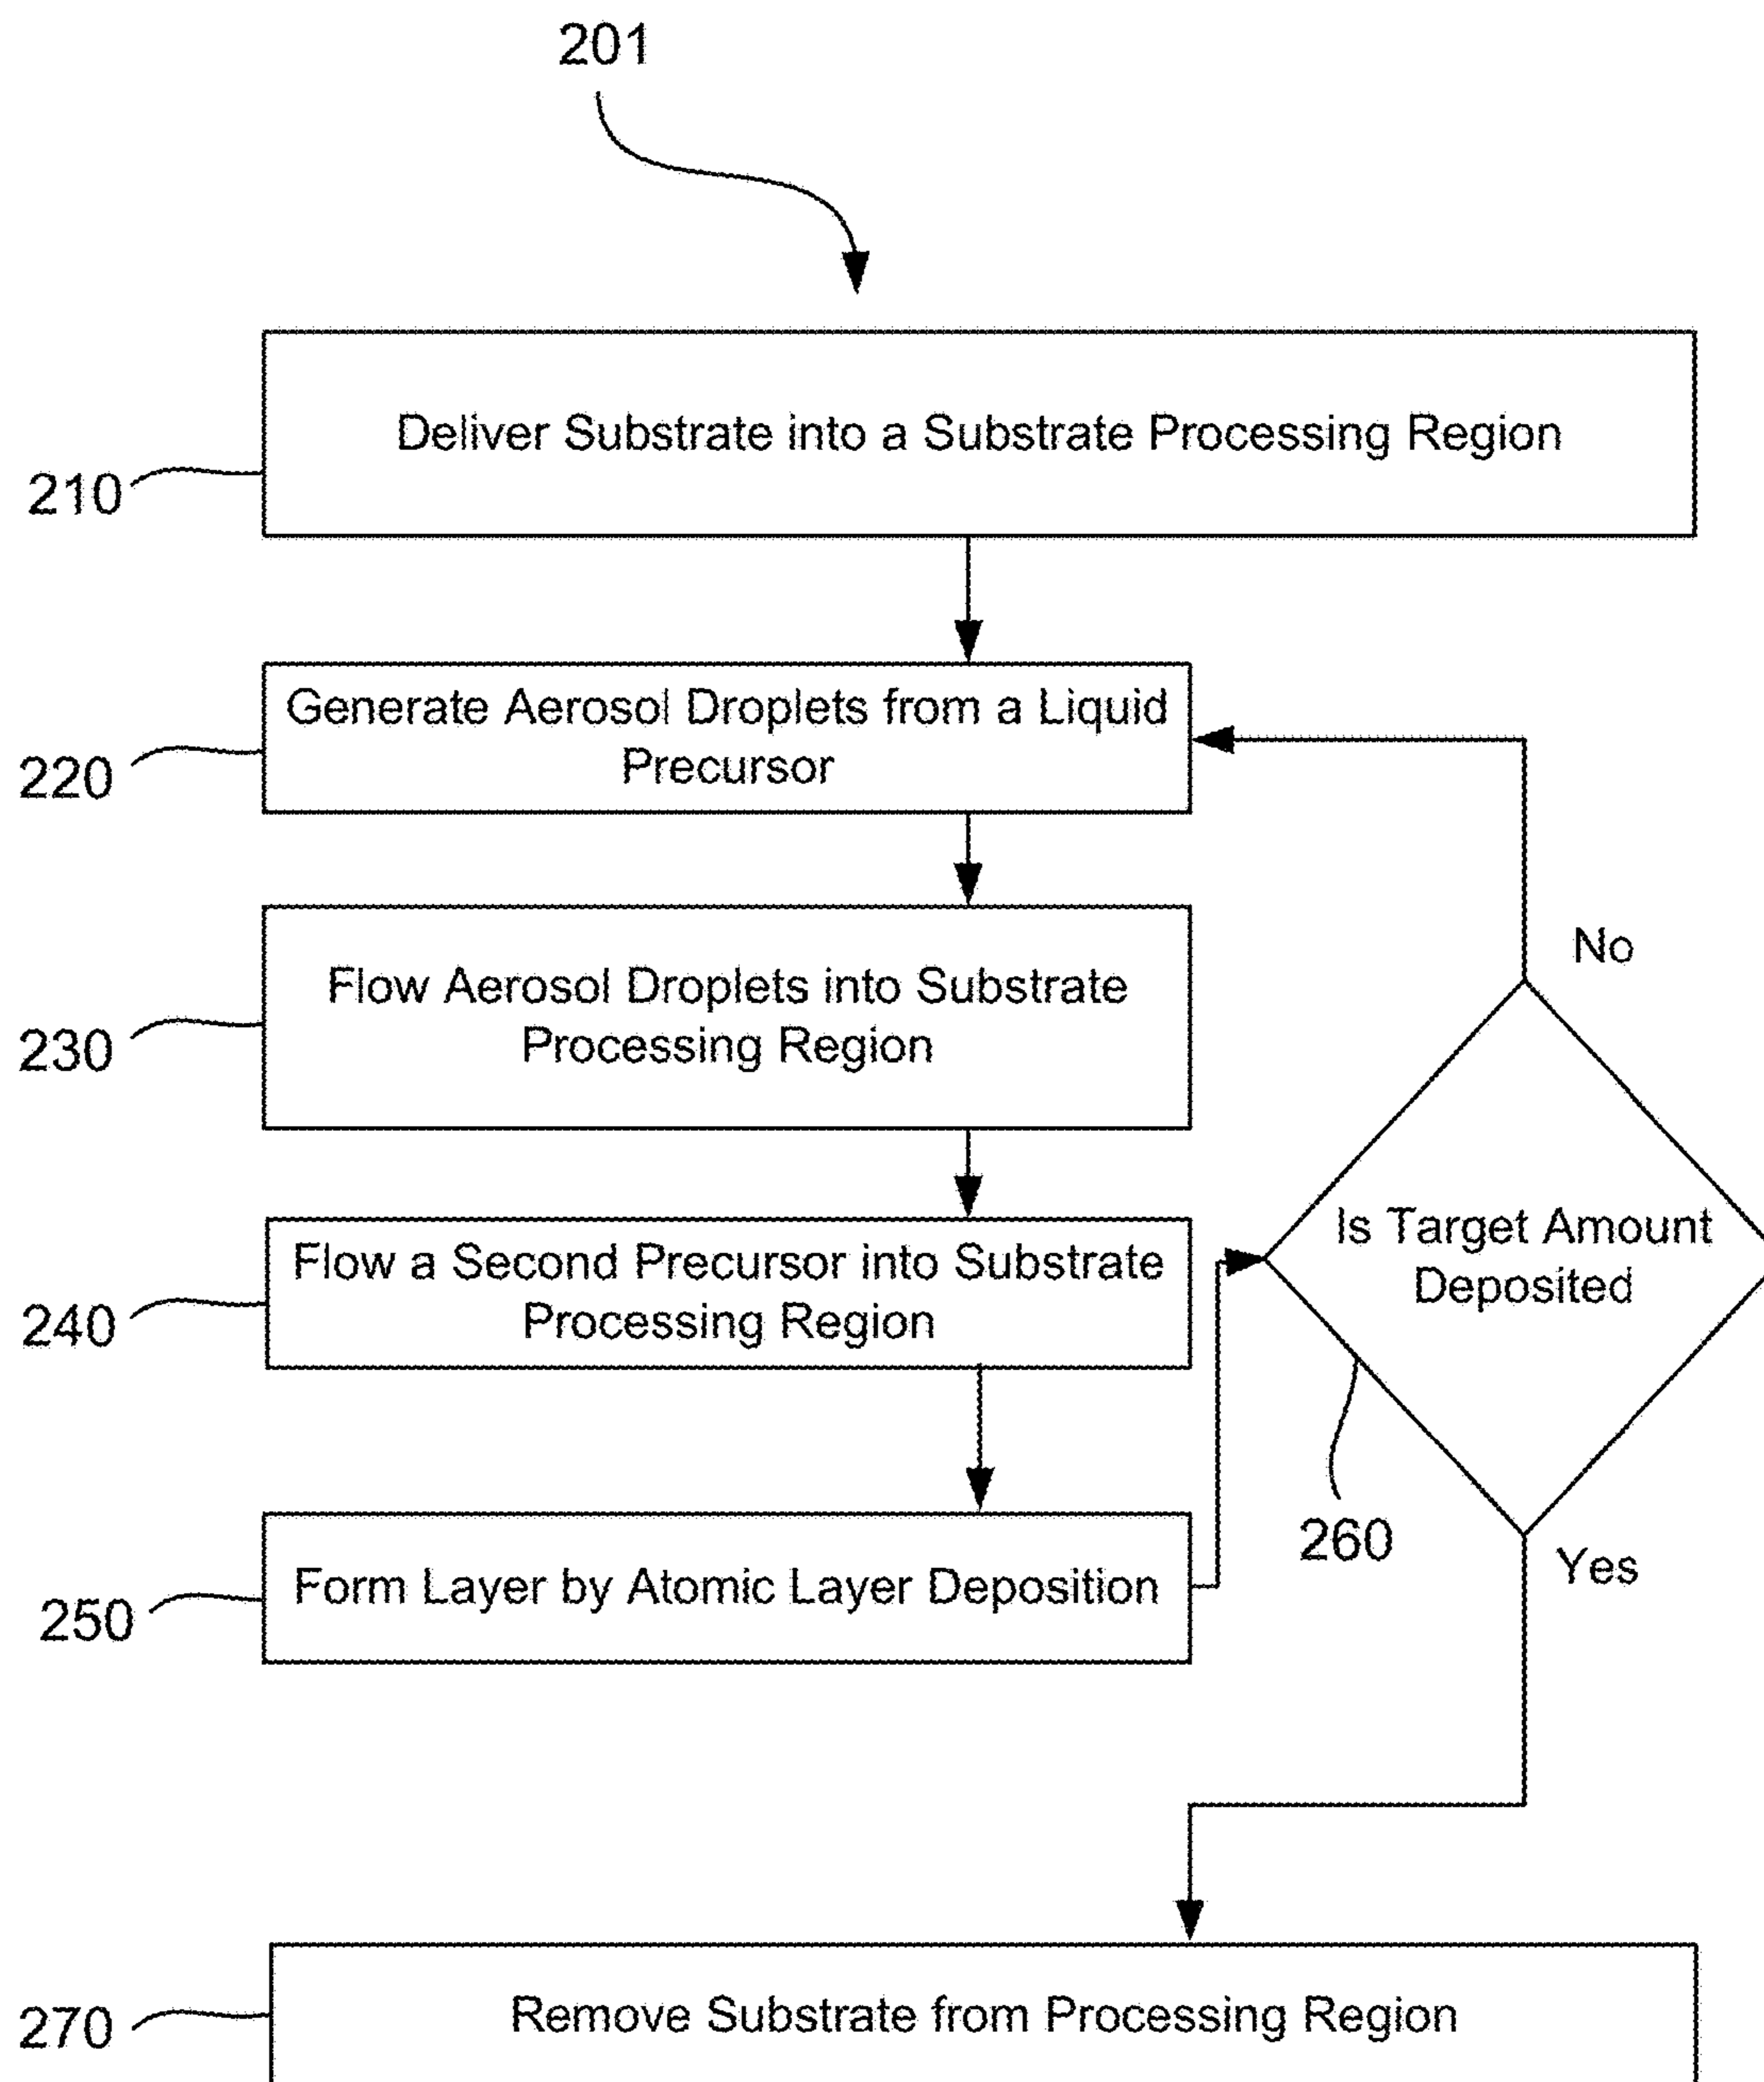 201
Deliver Substrate into a Substrate Processing Region
210
Generate Aerosol Droplets from a Liquid
Precursor
220
No
Flow Aerosol Droplets into Substrate
Processing Region
230
Is Target Amount
Deposited
Flow a Second Precursor into Substrate
Processing Region
240
260
Yes
Form Layer by Atomic Layer Deposition
250
Remove Substrate from Processing Region
270